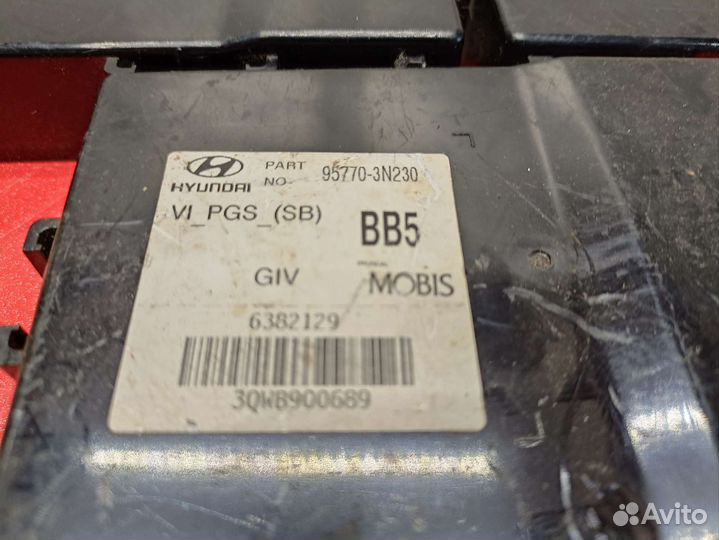 HYUNDAI
PART NO. 95770-3N230
VI_PGS_(SB)
BB5
GIV
MOBIS
6382129
3QWB900689
Avito